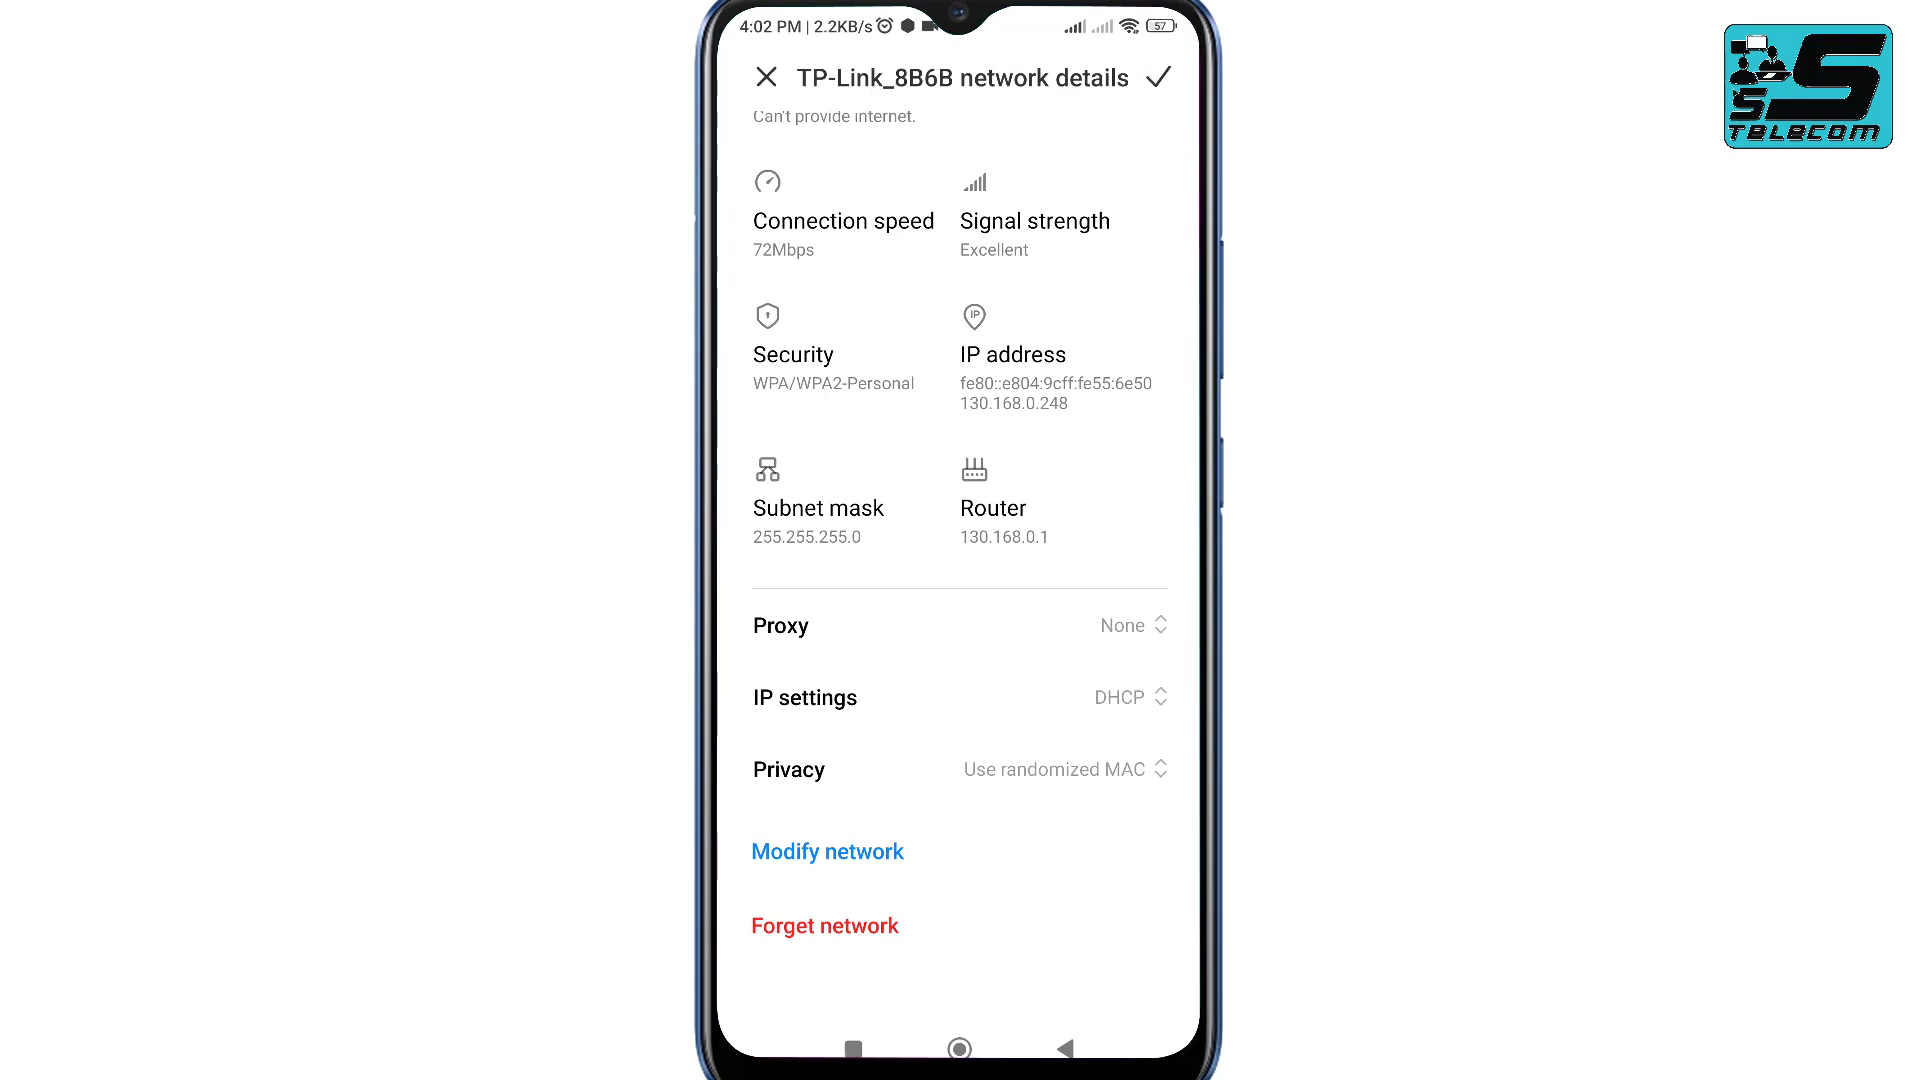 4:02 PM | 2.2KB/s
57
TP-Link_8B6B network details
Can't provide internet.
Connection speed
72Mbps
Signal strength
Excellent
Security
WPA/WPA2-Personal
IP
IP address
fe80::e804:9cff:fe55:6e50
130.168.0.248
Subnet mask
255.255.255.0
Router
130.168.0.1
Proxy
None
IP settings
DHCP
Privacy
Use randomized MAC
Modify network
Forget network
S S
TELECOM